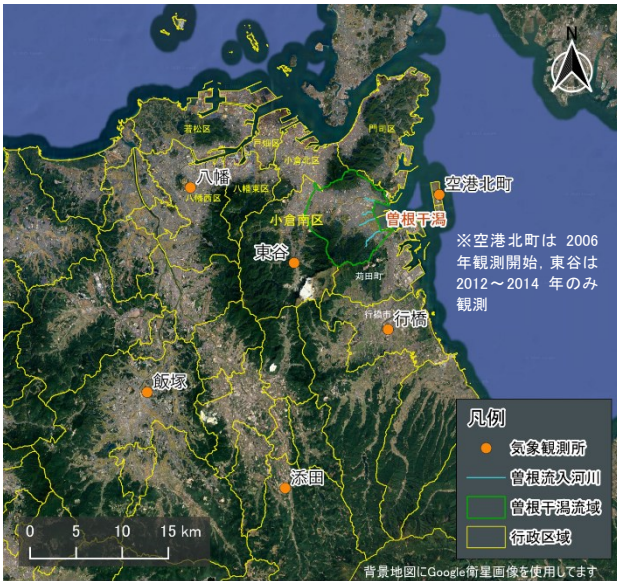 N
若松区
戸畑区
門司区
小倉北区
八幡
八幡西区
八幡東区
空港北町
小倉南区
曽根干潟
東谷
苅田町
※空港北町は 2006
年観測開始, 東谷は
2012～2014 年のみ
観測
行橋市
行橋
飯塚
添田
凡例
気象観測所
曽根流入河川
曽根干潟流域
行政区域
0 5 10 15 km
背景地図にGoogle衛星画像を使用してます